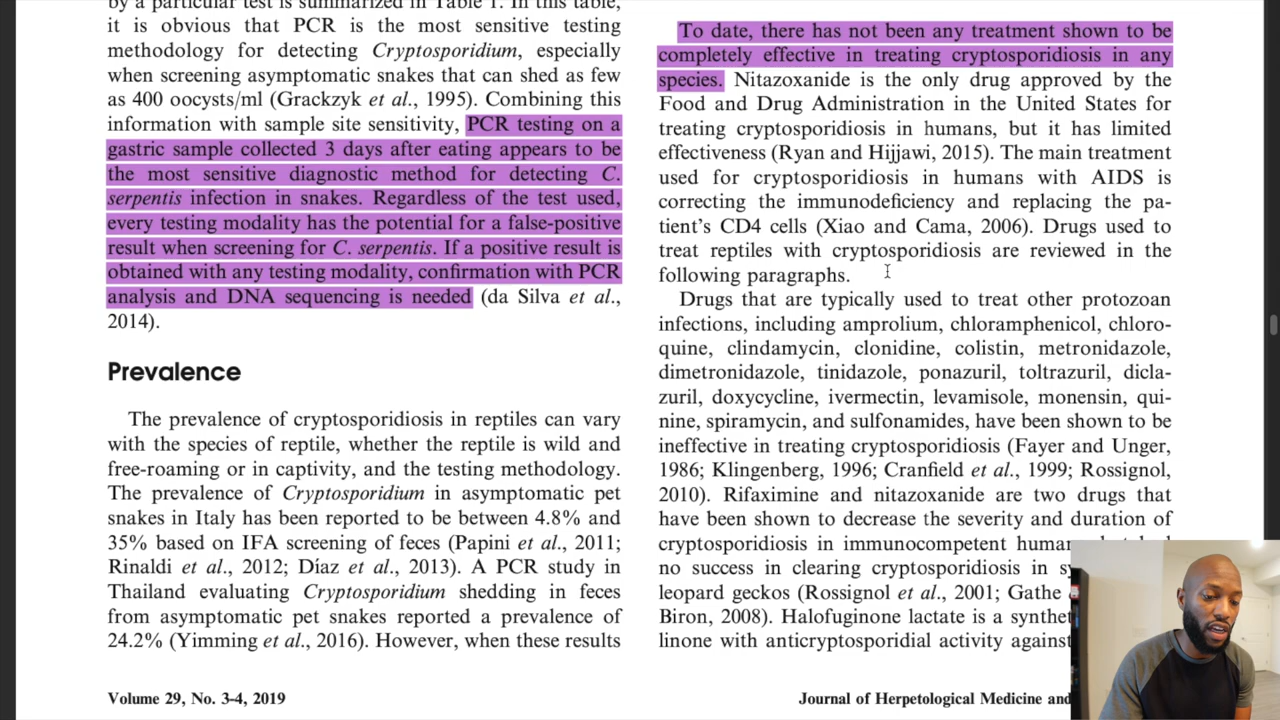 by a particular test is summarized in Table 1. In this table,
it is obvious that PCR is the most sensitive testing
methodology for detecting Cryptosporidium, especially
when screening asymptomatic snakes that can shed as few
as 400 oocysts/ml (Grackzyk et al., 1995). Combining this
information with sample site sensitivity, PCR testing on a
gastric sample collected 3 days after eating appears to be
the most sensitive diagnostic method for detecting C.
serpentis infection in snakes. Regardless of the test used,
every testing modality has the potential for a false-positive
result when screening for C. serpentis. If a positive result is
obtained with any testing modality, confirmation with PCR
analysis and DNA sequencing is needed (da Silva et al.,
2014).
Prevalence
The prevalence of cryptosporidiosis in reptiles can vary
with the species of reptile, whether the reptile is wild and
free-roaming or in captivity, and the testing methodology.
The prevalence of Cryptosporidium in asymptomatic pet
snakes in Italy has been reported to be between 4.8% and
35% based on IFA screening of feces (Papini et al., 2011;
Rinaldi et al., 2012; Díaz et al., 2013). A PCR study in
Thailand evaluating Cryptosporidium shedding in feces
from asymptomatic pet snakes reported a prevalence of
24.2% (Yimming et al., 2016). However, when these results
To date, there has not been any treatment shown to be
completely effective in treating cryptosporidiosis in any
species. Nitazoxanide is the only drug approved by the
Food and Drug Administration in the United States for
treating cryptosporidiosis in humans, but it has limited
effectiveness (Ryan and Hijjawi, 2015). The main treatment
used for cryptosporidiosis in humans with AIDS is
correcting the immunodeficiency and replacing the pa-
tient's CD4 cells (Xiao and Cama, 2006). Drugs used to
treat reptiles with cryptosporidiosis are reviewed in the
following paragraphs.
Drugs that are typically used to treat other protozoan
infections, including amprolium, chloramphenicol, chloro-
quine, clindamycin, clonidine, colistin, metronidazole,
dimetronidazole, tinidazole, ponazuril, toltrazuril, dicla-
zuril, doxycycline, ivermectin, levamisole, monensin, qui-
nine, spiramycin, and sulfonamides, have been shown to be
ineffective in treating cryptosporidiosis (Fayer and Unger,
1986; Klingenberg, 1996; Cranfield et al., 1999; Rossignol,
2010). Rifaximine and nitazoxanide are two drugs that
have been shown to decrease the severity and duration of
cryptosporidiosis in immunocompetent
no success in clearing cryptosporidiosis in
leopard geckos (Rossignol et al., 2001; Gathe
Biron, 2008). Halofuginone lactate is a
linone with anticryptosporidial activity against
Volume 29, No. 3-4, 2019
Journal of Herpetological Medicine and